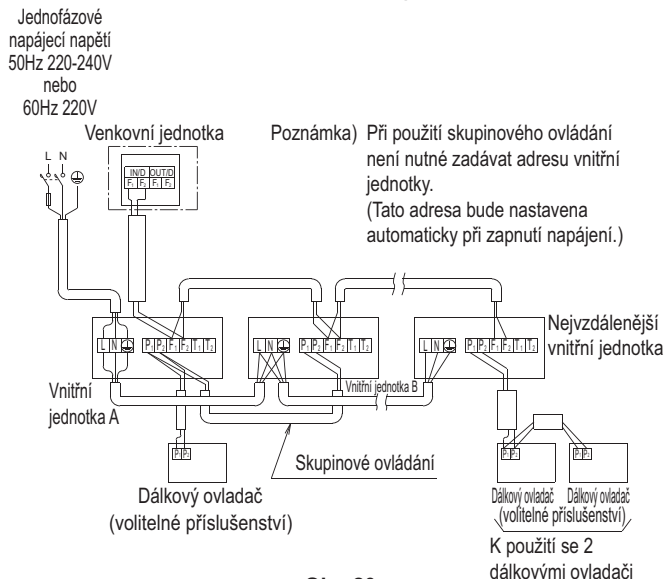 Jednofázové
napájecí napětí
50Hz 220-240V
nebo
60Hz 220V
L N
Venkovní jednotka
IN/D OUT/D
F1 F2 F1 F2
Poznámka) Při použití skupinového ovládání
není nutné zadávat adresu vnitřní
jednotky.
(Tato adresa bude nastavena
automaticky při zapnutí napájení.)
L N P1 P2 F1 F2 T1 T2
L N P1 P2 F1 F2 T1 T2
L N P1 P2 F1 F2 T1 T2
Nejvzdálenější
vnitřní jednotka
Vnitřní
jednotka A
Vnitřní jednotka B
P1 P2
Skupinové ovládání
Dálkový ovladač
(volitelné příslušenství)
P1 P2 P1 P2
Dálkový ovladač Dálkový ovladač
(volitelné příslušenství)
K použití se 2
dálkovými ovladači